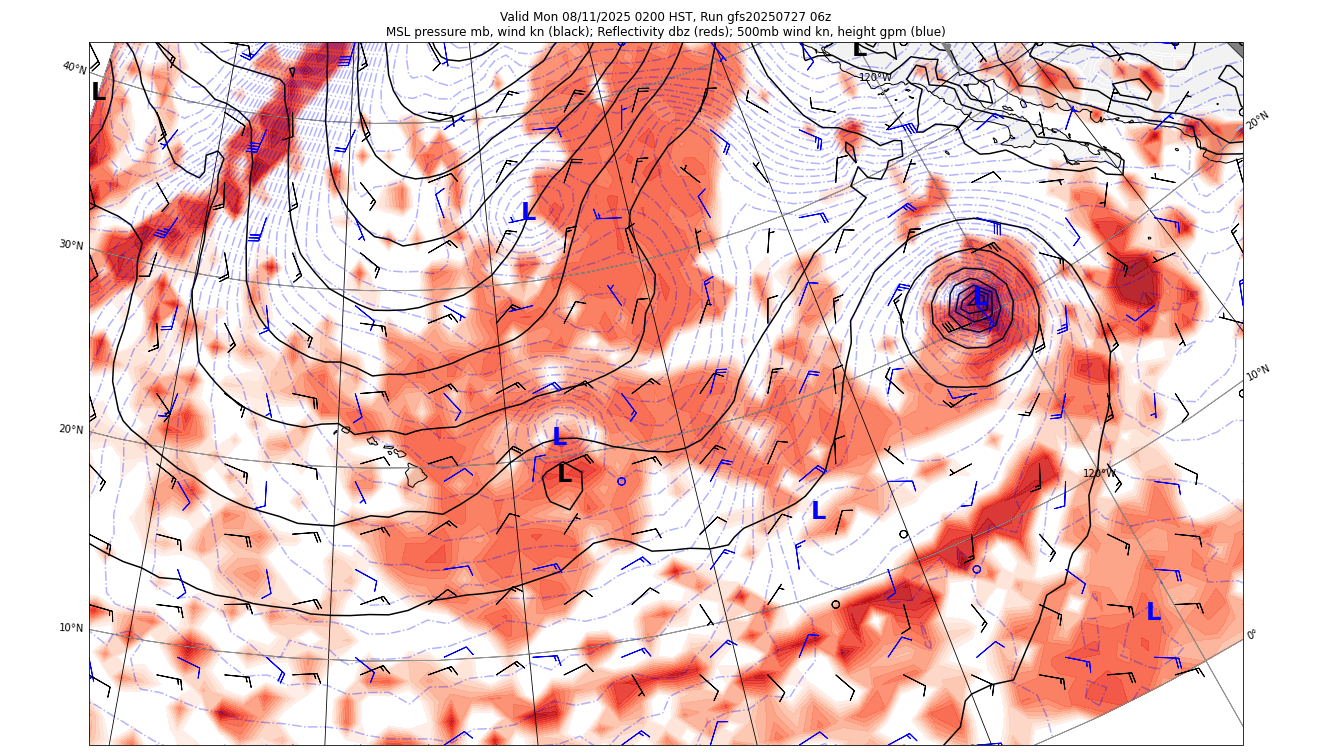 Valid Mon 08/11/2025 0200 HST, Run gfs20250727 06z
MSL pressure mb, wind kn (black); Reflectivity dbz (reds); 500mb wind kn, height gpm (blue)
L
40°N
120°W
L
20°N
L
30°N
L
10°N
20°N
L
L
120°W
L
L
10°N
0°